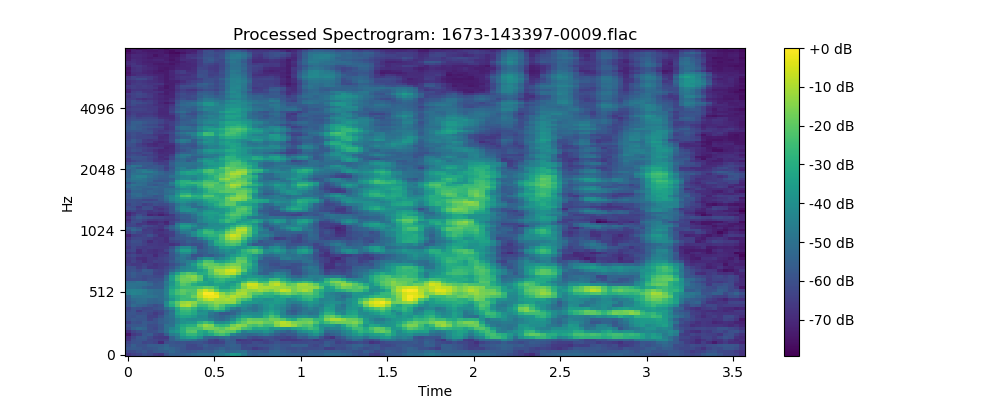 Processed Spectrogram: 1673-143397-0009.flac
Hz
4096
2048
1024
512
0
0
0.5
1
1.5
2
2.5
3
3.5
Time
+0 dB
-10 dB
-20 dB
-30 dB
-40 dB
-50 dB
-60 dB
-70 dB